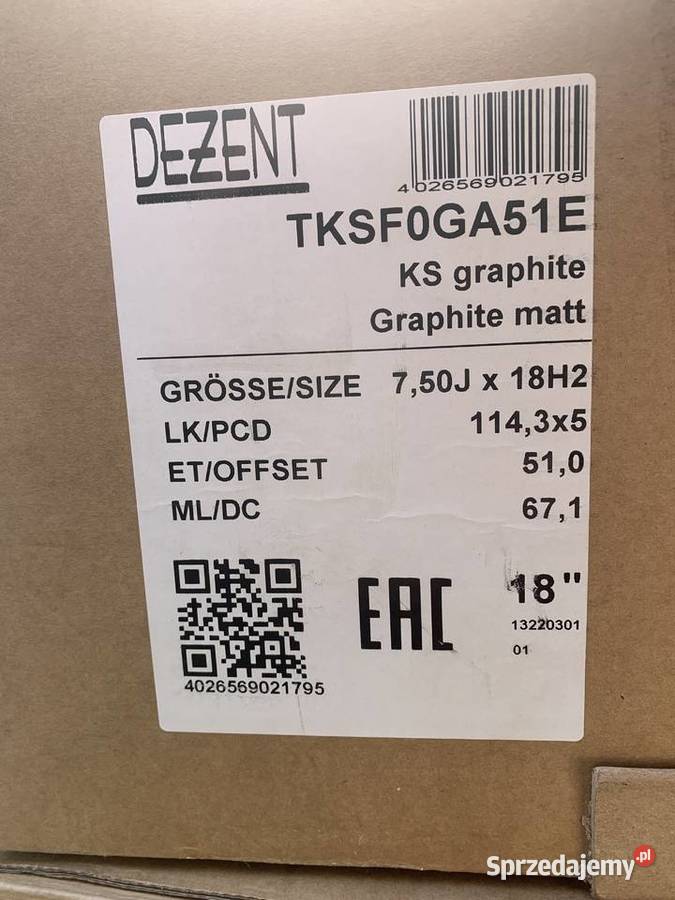 DEZENT
4026569021795
TKSF0GA51E
KS graphite
Graphite matt
GRÖSSE/SIZE 7,50J x 18H2
LK/PCD 114,3x5
ET/OFFSET 51,0
ML/DC 67,1
EAC 18"
13220301
01
4026569021795
Sprzedajemy.pl